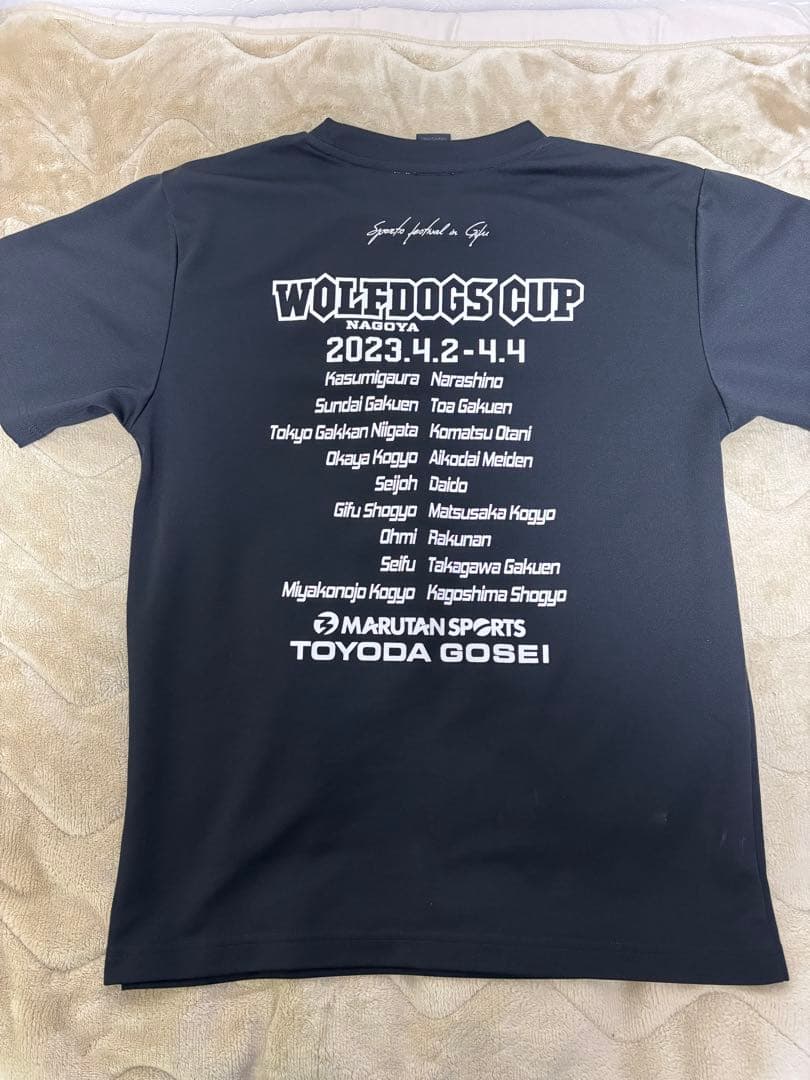 Sports festival in Gifu
WOLFDOGS CUP
NAGOYA
2023.4.2-4.4
Kasumigaura Narashino
Sundai Gakuen Toa Gakuen
Tokyo Gakkan Niigata Komatsu Otani
Okaya Kogyo Aikodai Meiden
Seijoh Daido
Gifu Shogyo Matsusaka Kogyo
Ohmi Rakunan
Seifu Takagawa Gakuen
Miyakonojo Kogyo Kagoshima Shogyo
MARUTAN SPORTS
TOYODA GOSEI